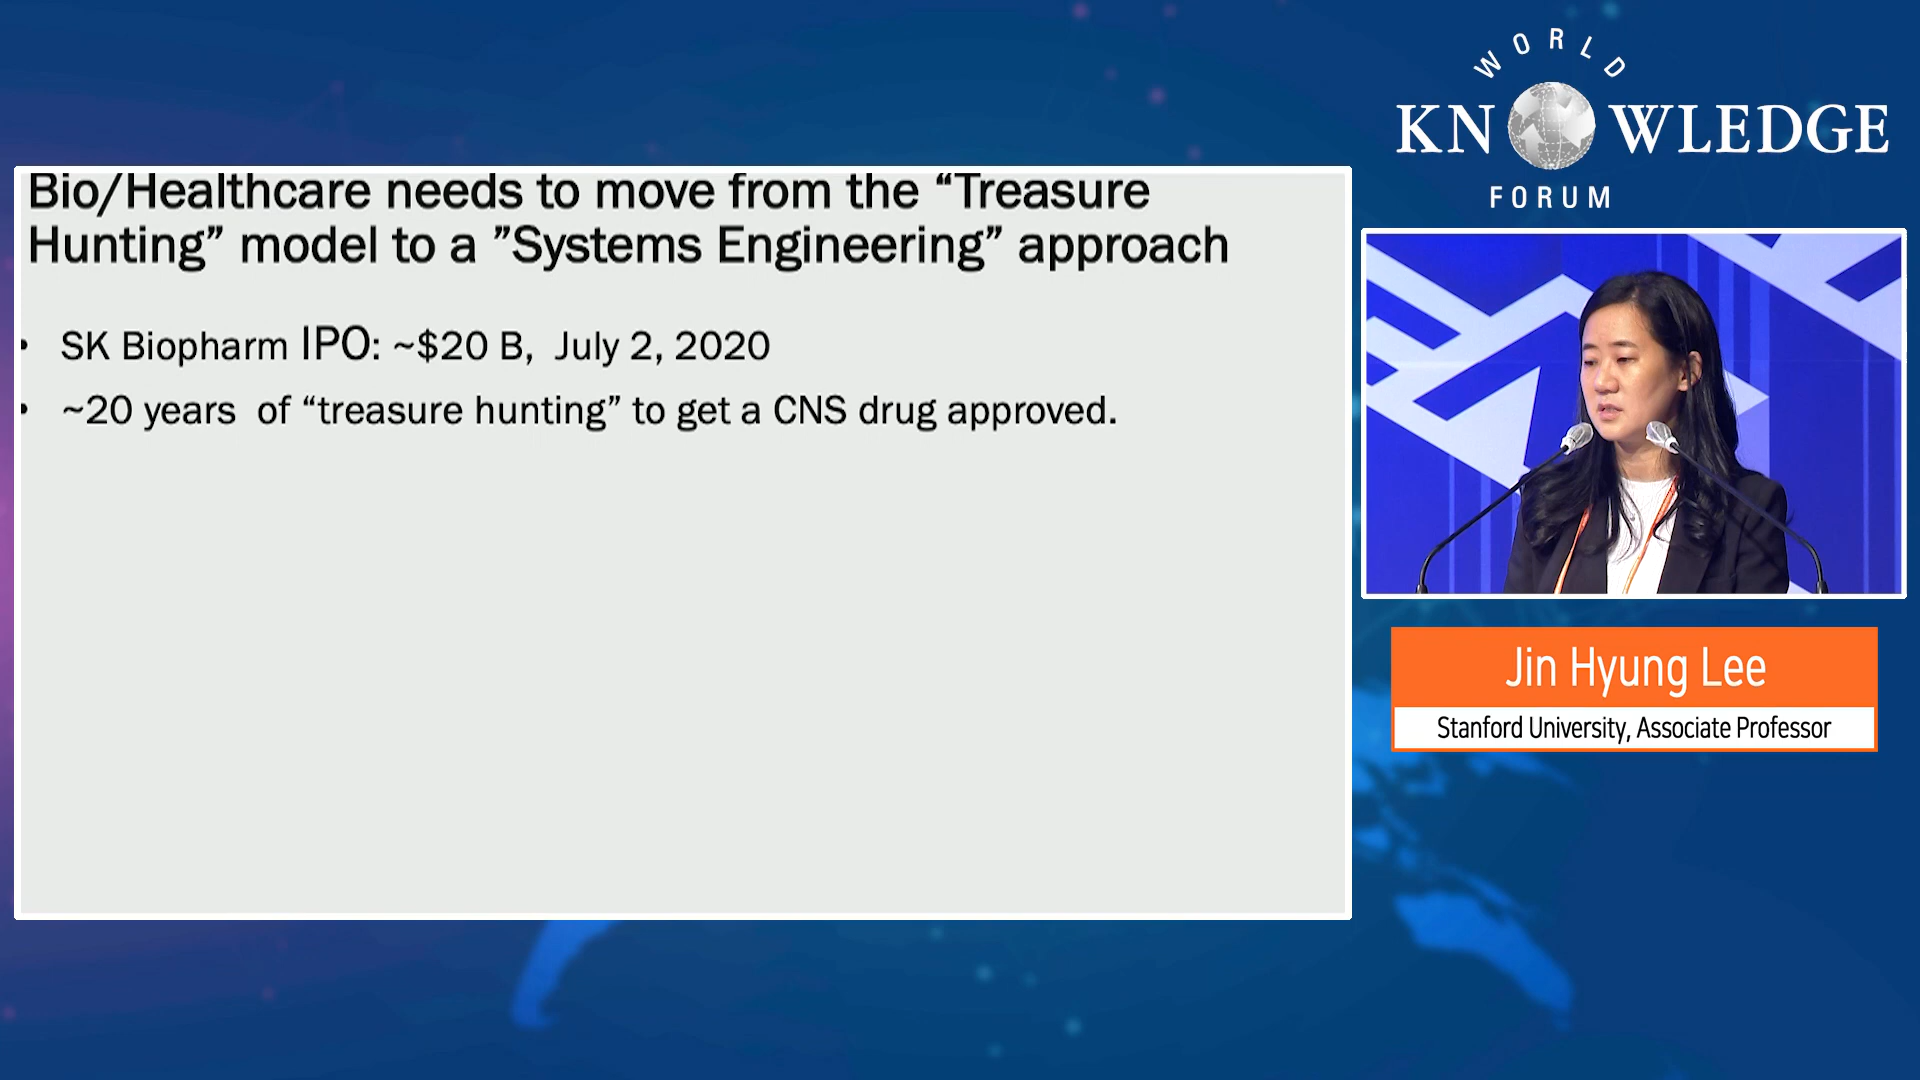 Bio/Healthcare needs to move from the “Treasure
Hunting” model to a ”Systems Engineering” approach
• SK Biopharm IPO: ~$20 B, July 2, 2020
• ~20 years of “treasure hunting” to get a CNS drug approved.
WORLD
KNOWLEDGE
FORUM
Jin Hyung Lee
Stanford University, Associate Professor